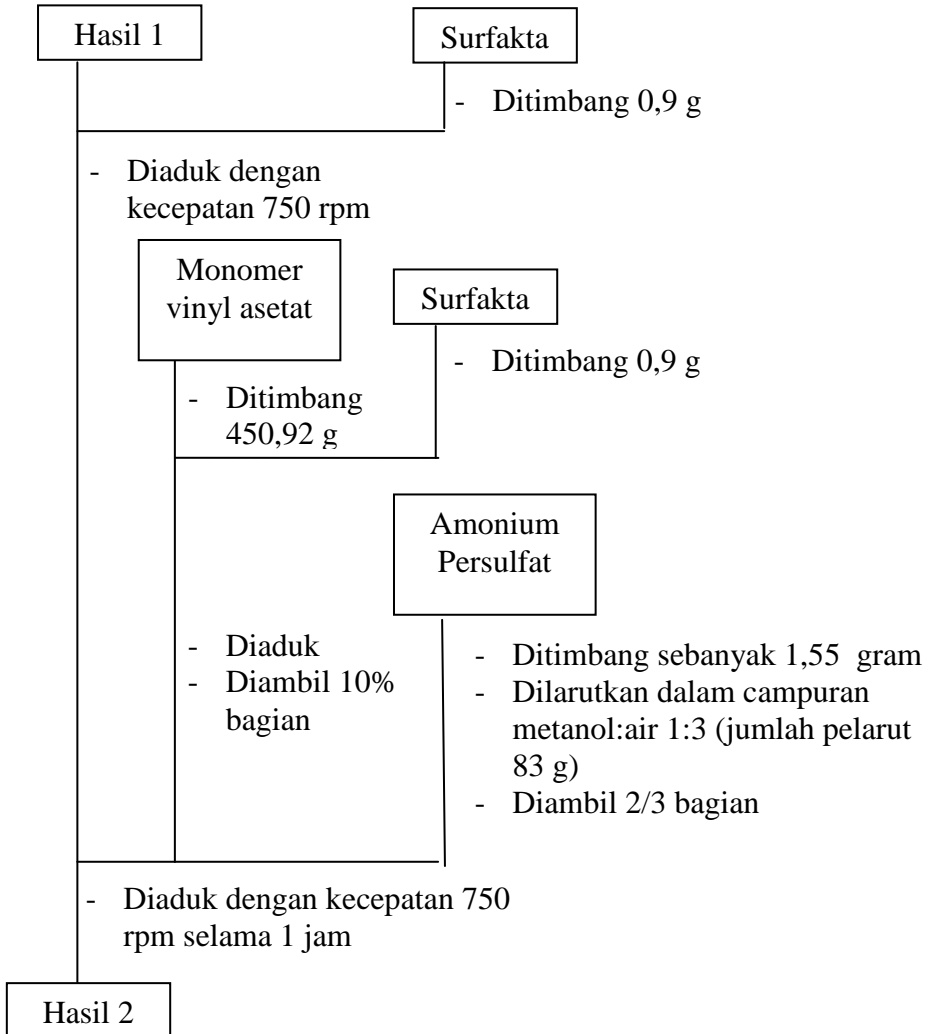 Hasil 1
Surfakta
- Ditimbang 0,9 g
- Diaduk dengan
kecepatan 750 rpm
Monomer
vinyl asetat
Surfakta
- Ditimbang 0,9 g
- Ditimbang
450,92 g
Amonium
Persulfat
- Diaduk
- Diambil 10%
bagian
- Ditimbang sebanyak 1,55 gram
- Dilarutkan dalam campuran
metanol:air 1:3 (jumlah pelarut
83 g)
- Diambil 2/3 bagian
- Diaduk dengan kecepatan 750
rpm selama 1 jam
Hasil 2